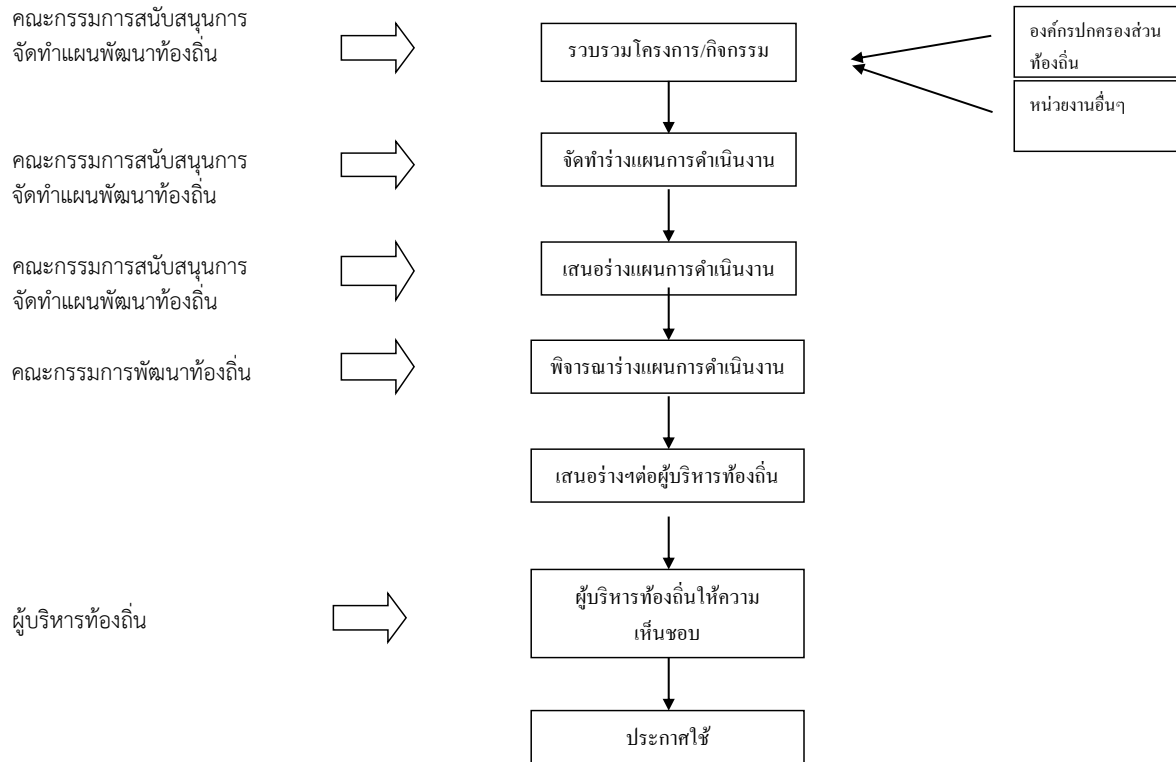 คณะกรรมการสนับสนุนการ
จัดทำแผนพัฒนาท้องถิ่น
รวบรวมโครงการ/กิจกรรม
องค์กรปกครองส่วน
ท้องถิ่น
หน่วยงานอื่นๆ
คณะกรรมการสนับสนุนการ
จัดทำแผนพัฒนาท้องถิ่น
จัดทำร่างแผนการดำเนินงาน
คณะกรรมการสนับสนุนการ
จัดทำแผนพัฒนาท้องถิ่น
เสนอร่างแผนการดำเนินงาน
คณะกรรมการพัฒนาท้องถิ่น
พิจารณาร่างแผนการดำเนินงาน
เสนอร่างฯต่อผู้บริหารท้องถิ่น
ผู้บริหารท้องถิ่น
ผู้บริหารท้องถิ่นให้ความ
เห็นชอบ
ประกาศใช้